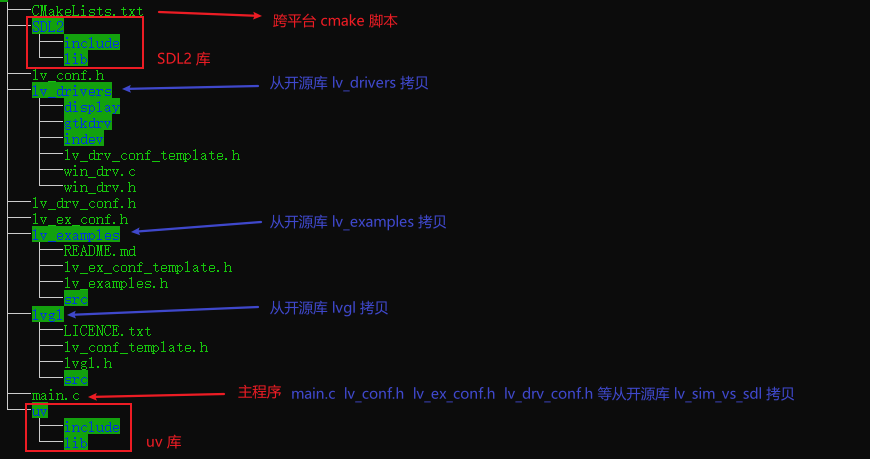 CMakeLists.txt 跨平台 cmake 脚本
SDL2
include
lib
SDL2 库
lv_conf.h
lv_drivers 从开源库 lv_drivers 拷贝
display
gtkdrv
indev
lv_drv_conf_template.h
win_drv.c
win_drv.h
lv_drv_conf.h
lv_ex_conf.h
lv_examples 从开源库 lv_examples 拷贝
README.md
lv_ex_conf_template.h
lv_examples.h
src
lvgl 从开源库 lvgl 拷贝
LICENCE.txt
lv_conf_template.h
lvgl.h
src
main.c 主程序 main.c lv_conf.h lv_ex_conf.h lv_drv_conf.h 等从开源库 lv_sim_vs_sdl 拷贝
uv
include
lib
uv 库